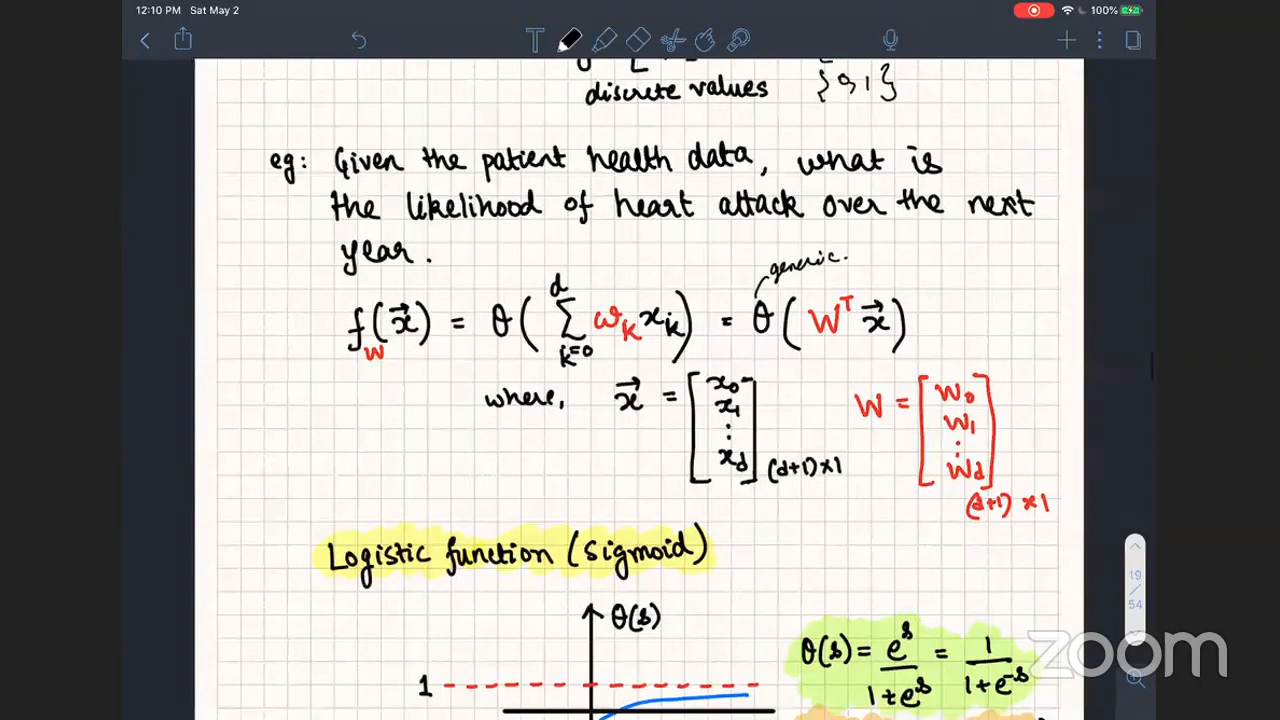 12:10 PM Sat May 2
100%
discrete values {0,1}
eg: Given the patient health data, what is
the likelihood of heart attack over the next
year.
generic.
f_W(x⃗) = θ(∑_{k=0}^{d} w_k x_k) = θ(W^T x⃗)
where, x⃗ = [x_0 x_1 ⋮ x_d] (d+1)×1 W = [W_0 W_1 ⋮ W_d] (d+1)×1
Logistic function (Sigmoid)
θ(s)
θ(s) = e^s / 1+e^s = 1 / 1+e^-s
1
19 / 54
zoom